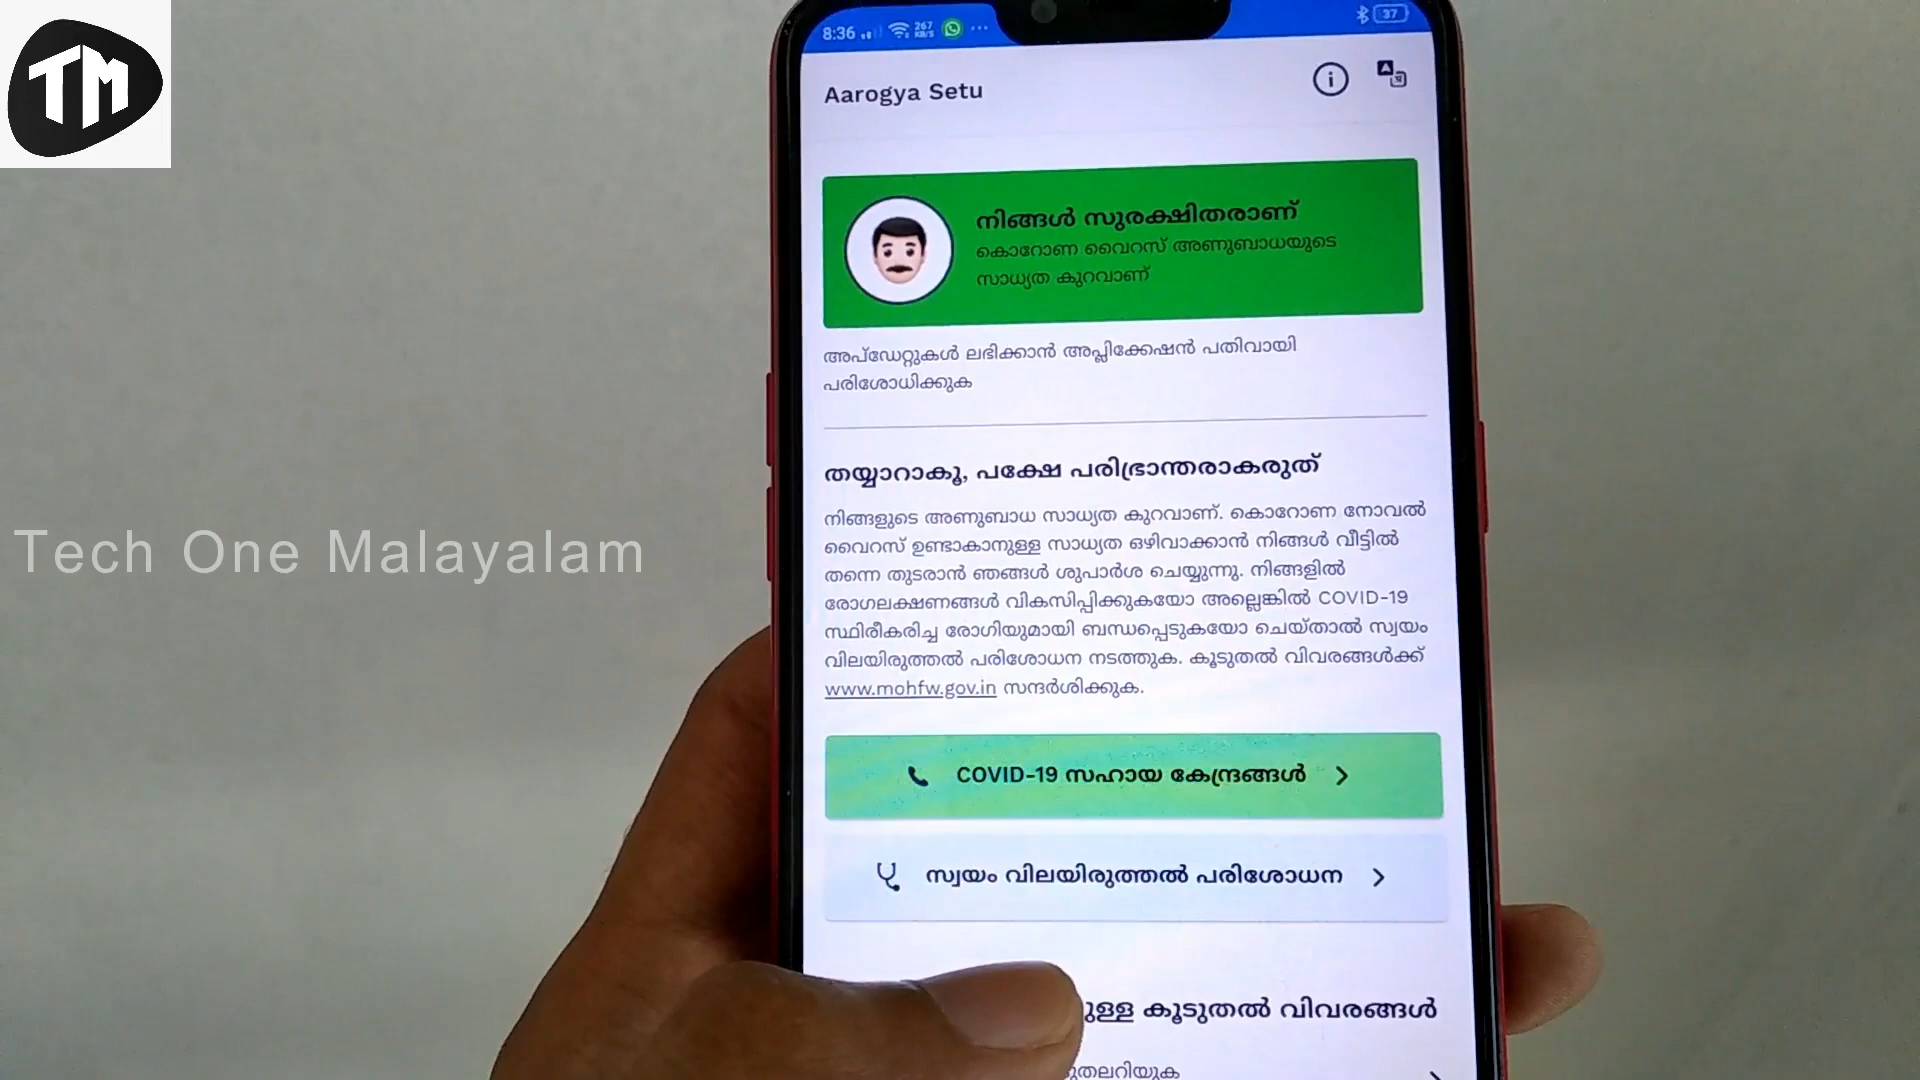 TM
8:36 267 KB/S 37
Aarogya Setu
നിങ്ങൾ സുരക്ഷിതരാണ്
കൊറോണ വൈറസ് അണുബാധയുടെ
സാധ്യത കുറവാണ്
അപ്ഡേറ്റുകൾ ലഭിക്കാൻ അപ്ലിക്കേഷൻ പതിവായി
പരിശോധിക്കുക
തയ്യാറാകൂ, പക്ഷേ പരിഭ്രാന്തരാകരുത്
നിങ്ങളുടെ അണുബാധ സാധ്യത കുറവാണ്. കൊറോണ നോവൽ
വൈറസ് ഉണ്ടാകാനുള്ള സാധ്യത ഒഴിവാക്കാൻ നിങ്ങൾ വീട്ടിൽ
തന്നെ തുടരാൻ ഞങ്ങൾ ശുപാർശ ചെയ്യുന്നു. നിങ്ങളിൽ
രോഗലക്ഷണങ്ങൾ വികസിപ്പിക്കുകയോ അല്ലെങ്കിൽ COVID-19
സ്ഥിരീകരിച്ച രോഗിയുമായി ബന്ധപ്പെടുകയോ ചെയ്താൽ സ്വയം
വിലയിരുത്തൽ പരിശോധന നടത്തുക. കൂടുതൽ വിവരങ്ങൾക്ക്
www.mohfw.gov.in സന്ദർശിക്കുക.
Tech One Malayalam
COVID-19 സഹായ കേന്ദ്രങ്ങൾ
സ്വയം വിലയിരുത്തൽ പരിശോധന
കൂടുതൽ വിവരങ്ങൾ